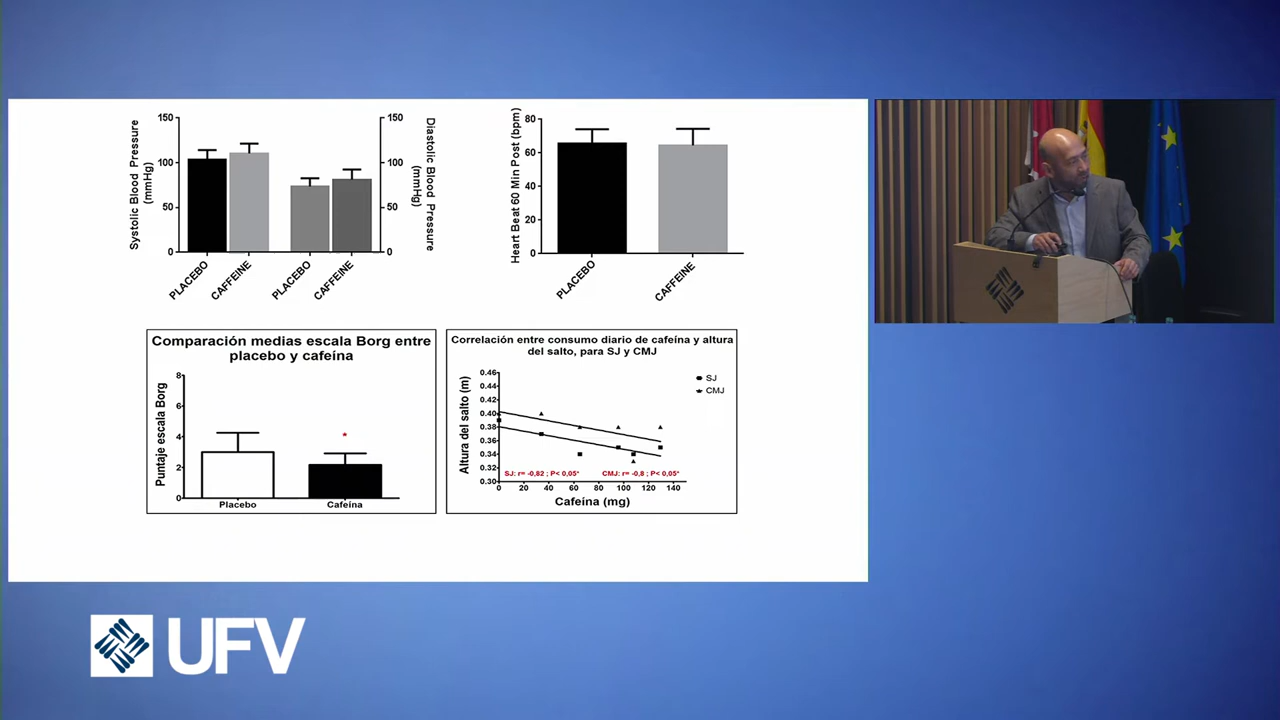 150
100
50
0
Systolic Blood Pressure
(mmHg)
150
100
50
0
Diastolic Blood Pressure
(mmHg)
PLACEBO
CAFFEINE
PLACEBO
CAFFEINE
80
60
40
20
0
Heart Beat 60 Min Post (bpm)
PLACEBO
CAFFEINE
Comparación medias escala Borg entre
placebo y cafeína
8
6
4
2
0
Puntaje escala Borg
*
Placebo
Cafeína
Correlación entre consumo diario de cafeína y altura
del salto, para SJ y CMJ
0.46
0.44
0.42
0.40
0.38
0.36
0.34
0.32
0.30
Altura del salto (m)
SJ
CMJ
SJ: r= -0,82 ; P< 0,05*
CMJ: r= -0,8 ; P< 0,05*
0 20 40 60 80 100 120 140
Cafeína (mg)
UFV